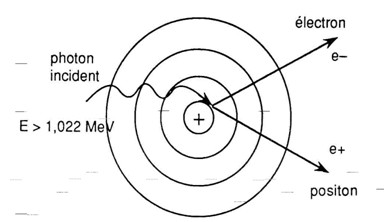 électron
e−
photon
incident
E > 1,022 MeV
+
e+
positon